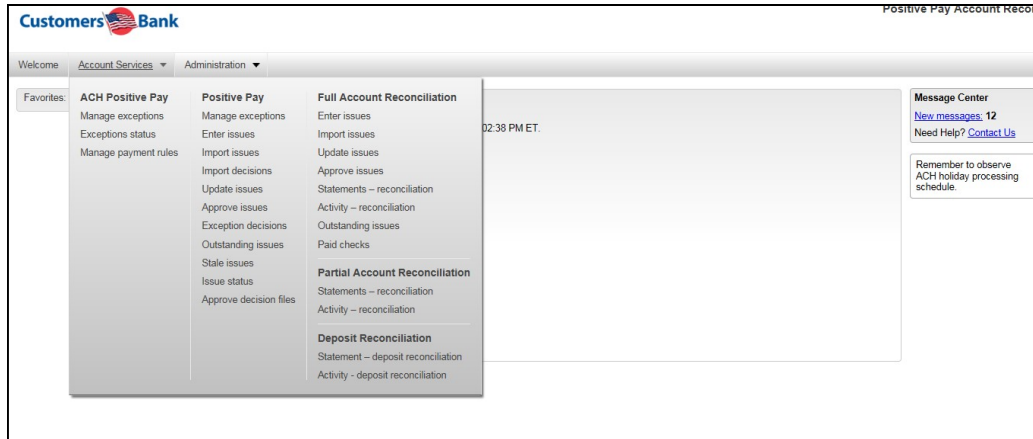 Positive Pay Account Recon
Customers Bank
Welcome Account Services Administration
Favorites:
ACH Positive Pay
Manage exceptions
Exceptions status
Manage payment rules
Positive Pay
Manage exceptions
Enter issues
Import issues
Import decisions
Update issues
Approve issues
Exception decisions
Outstanding issues
Stale issues
Issue status
Approve decision files
Full Account Reconciliation
Enter issues
Import issues
Update issues
Approve issues
Statements – reconciliation
Activity – reconciliation
Outstanding issues
Paid checks
Partial Account Reconciliation
Statements – reconciliation
Activity – reconciliation
Deposit Reconciliation
Statement – deposit reconciliation
Activity - deposit reconciliation
02:38 PM ET.
Message Center
New messages: 12
Need Help? Contact Us
Remember to observe
ACH holiday processing
schedule.